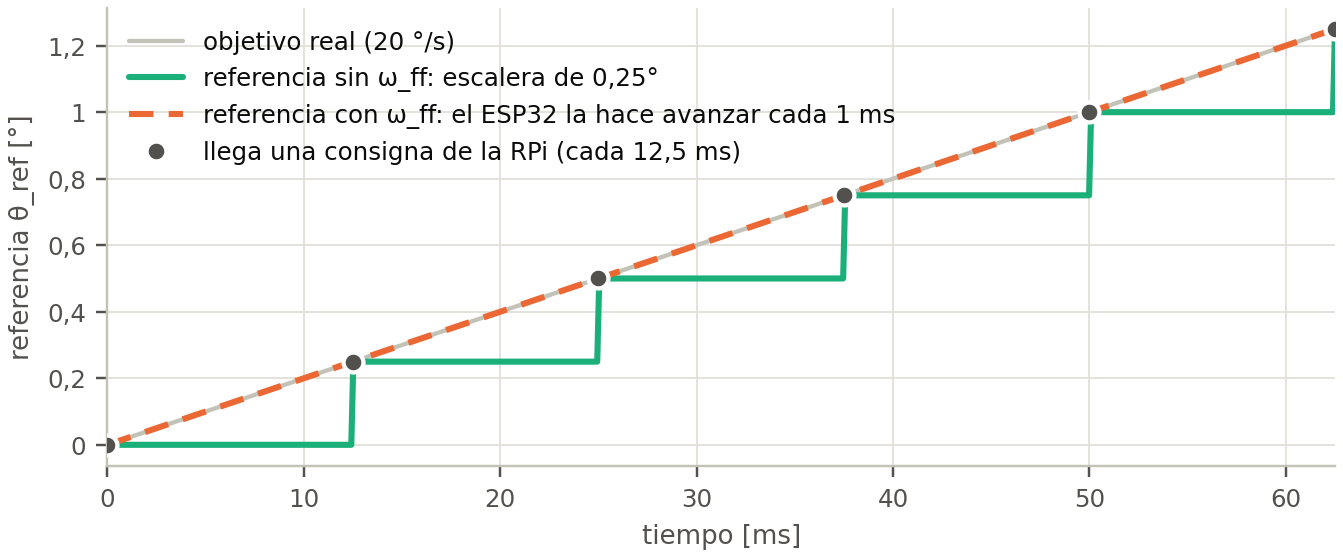 objetivo real (20 °/s)
referencia sin ω_ff: escalera de 0,25°
referencia con ω_ff: el ESP32 la hace avanzar cada 1 ms
llega una consigna de la RPi (cada 12,5 ms)
referencia θ_ref [°]
1,2
1
0,8
0,6
0,4
0,2
0
0 10 20 30 40 50 60
tiempo [ms]